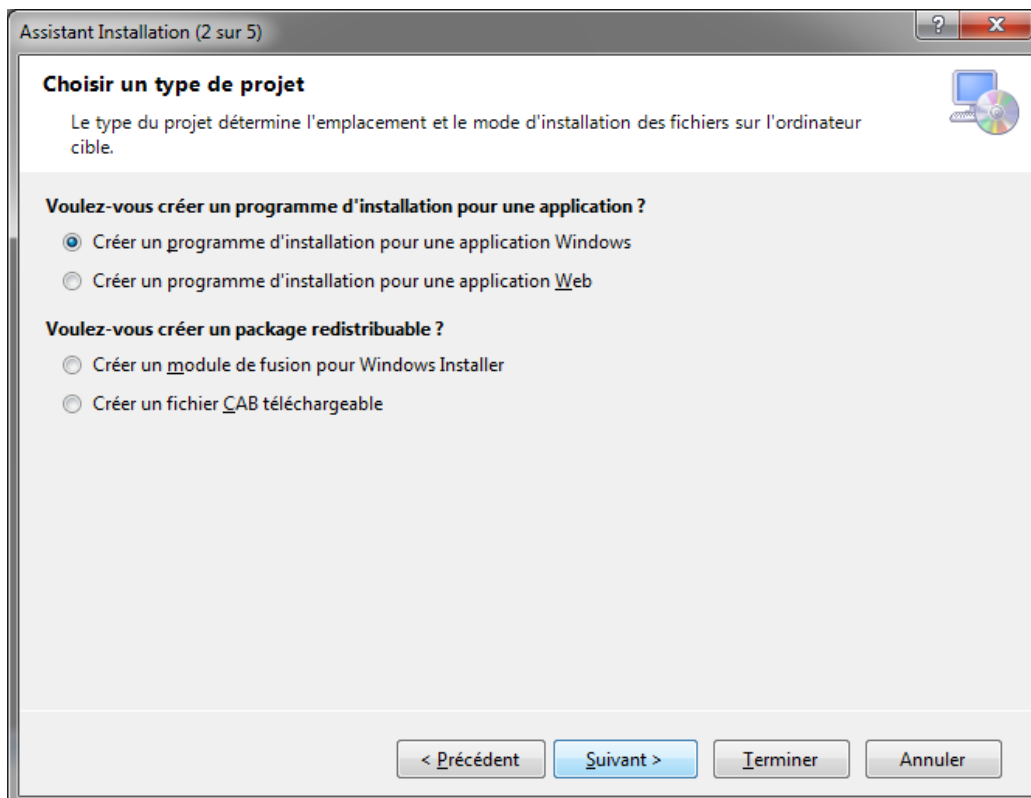 Assistant Installation (2 sur 5)
?
Choisir un type de projet
Le type du projet détermine l'emplacement et le mode d'installation des fichiers sur l'ordinateur
cible.
Voulez-vous créer un programme d'installation pour une application ?
Créer un programme d'installation pour une application Windows
Créer un programme d'installation pour une application Web
Voulez-vous créer un package redistribuable ?
Créer un module de fusion pour Windows Installer
Créer un fichier CAB téléchargeable
< Précédent Suivant > Terminer Annuler